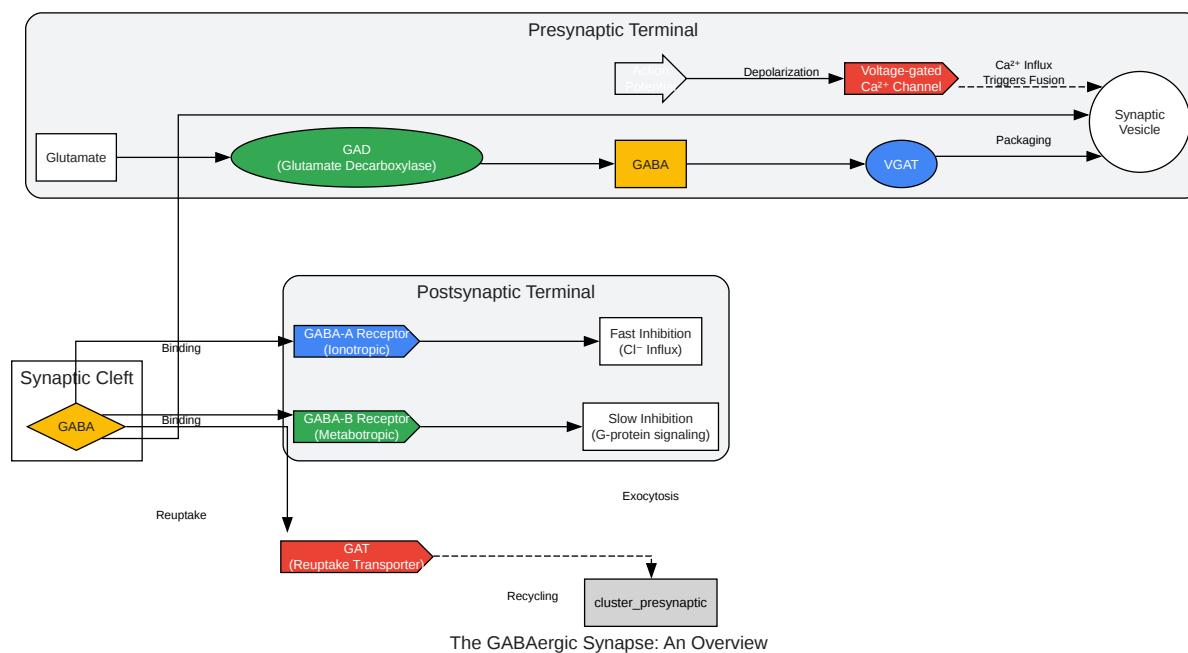 Presynaptic Terminal
Action
Potential
Depolarization
Voltage-gated
Ca²⁺ Channel
Ca²⁺ Influx
Triggers Fusion
Synaptic
Vesicle
Glutamate
GAD
(Glutamate Decarboxylase)
GABA
VGAT
Packaging
Postsynaptic Terminal
GABA-A Receptor
(Ionotropic)
Fast Inhibition
(Cl⁻ Influx)
Binding
Synaptic Cleft
GABA
Binding
GABA-B Receptor
(Metabotropic)
Slow Inhibition
(G-protein signaling)
Exocytosis
Reuptake
GAT
(Reuptake Transporter)
Recycling
cluster_presynaptic
The GABAergic Synapse: An Overview